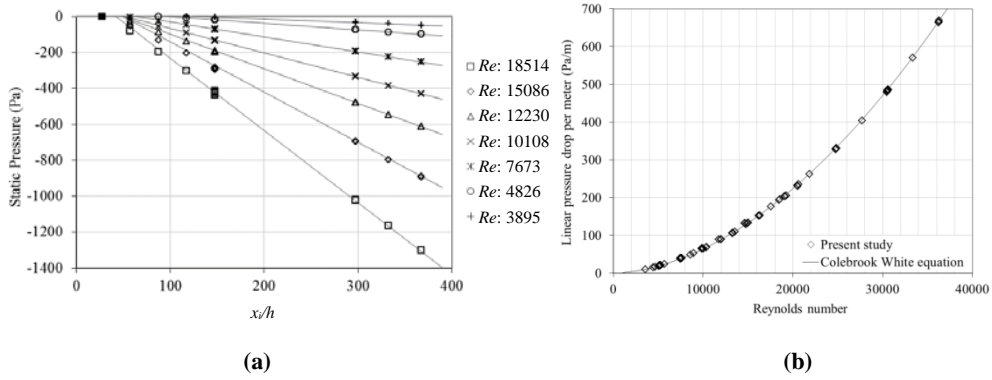 0
-200
-400
-600
-800
-1000
-1200
-1400
Static Pressure (Pa)
0 100 200 300 400
xᵢ/h
Re: 18514
Re: 15086
Re: 12230
Re: 10108
Re: 7673
Re: 4826
Re: 3895
(a)
700
600
500
400
300
200
100
0
Linear pressure drop per meter (Pa/m)
0 10000 20000 30000 40000
Reynolds number
Present study
Colebrook White equation
(b)